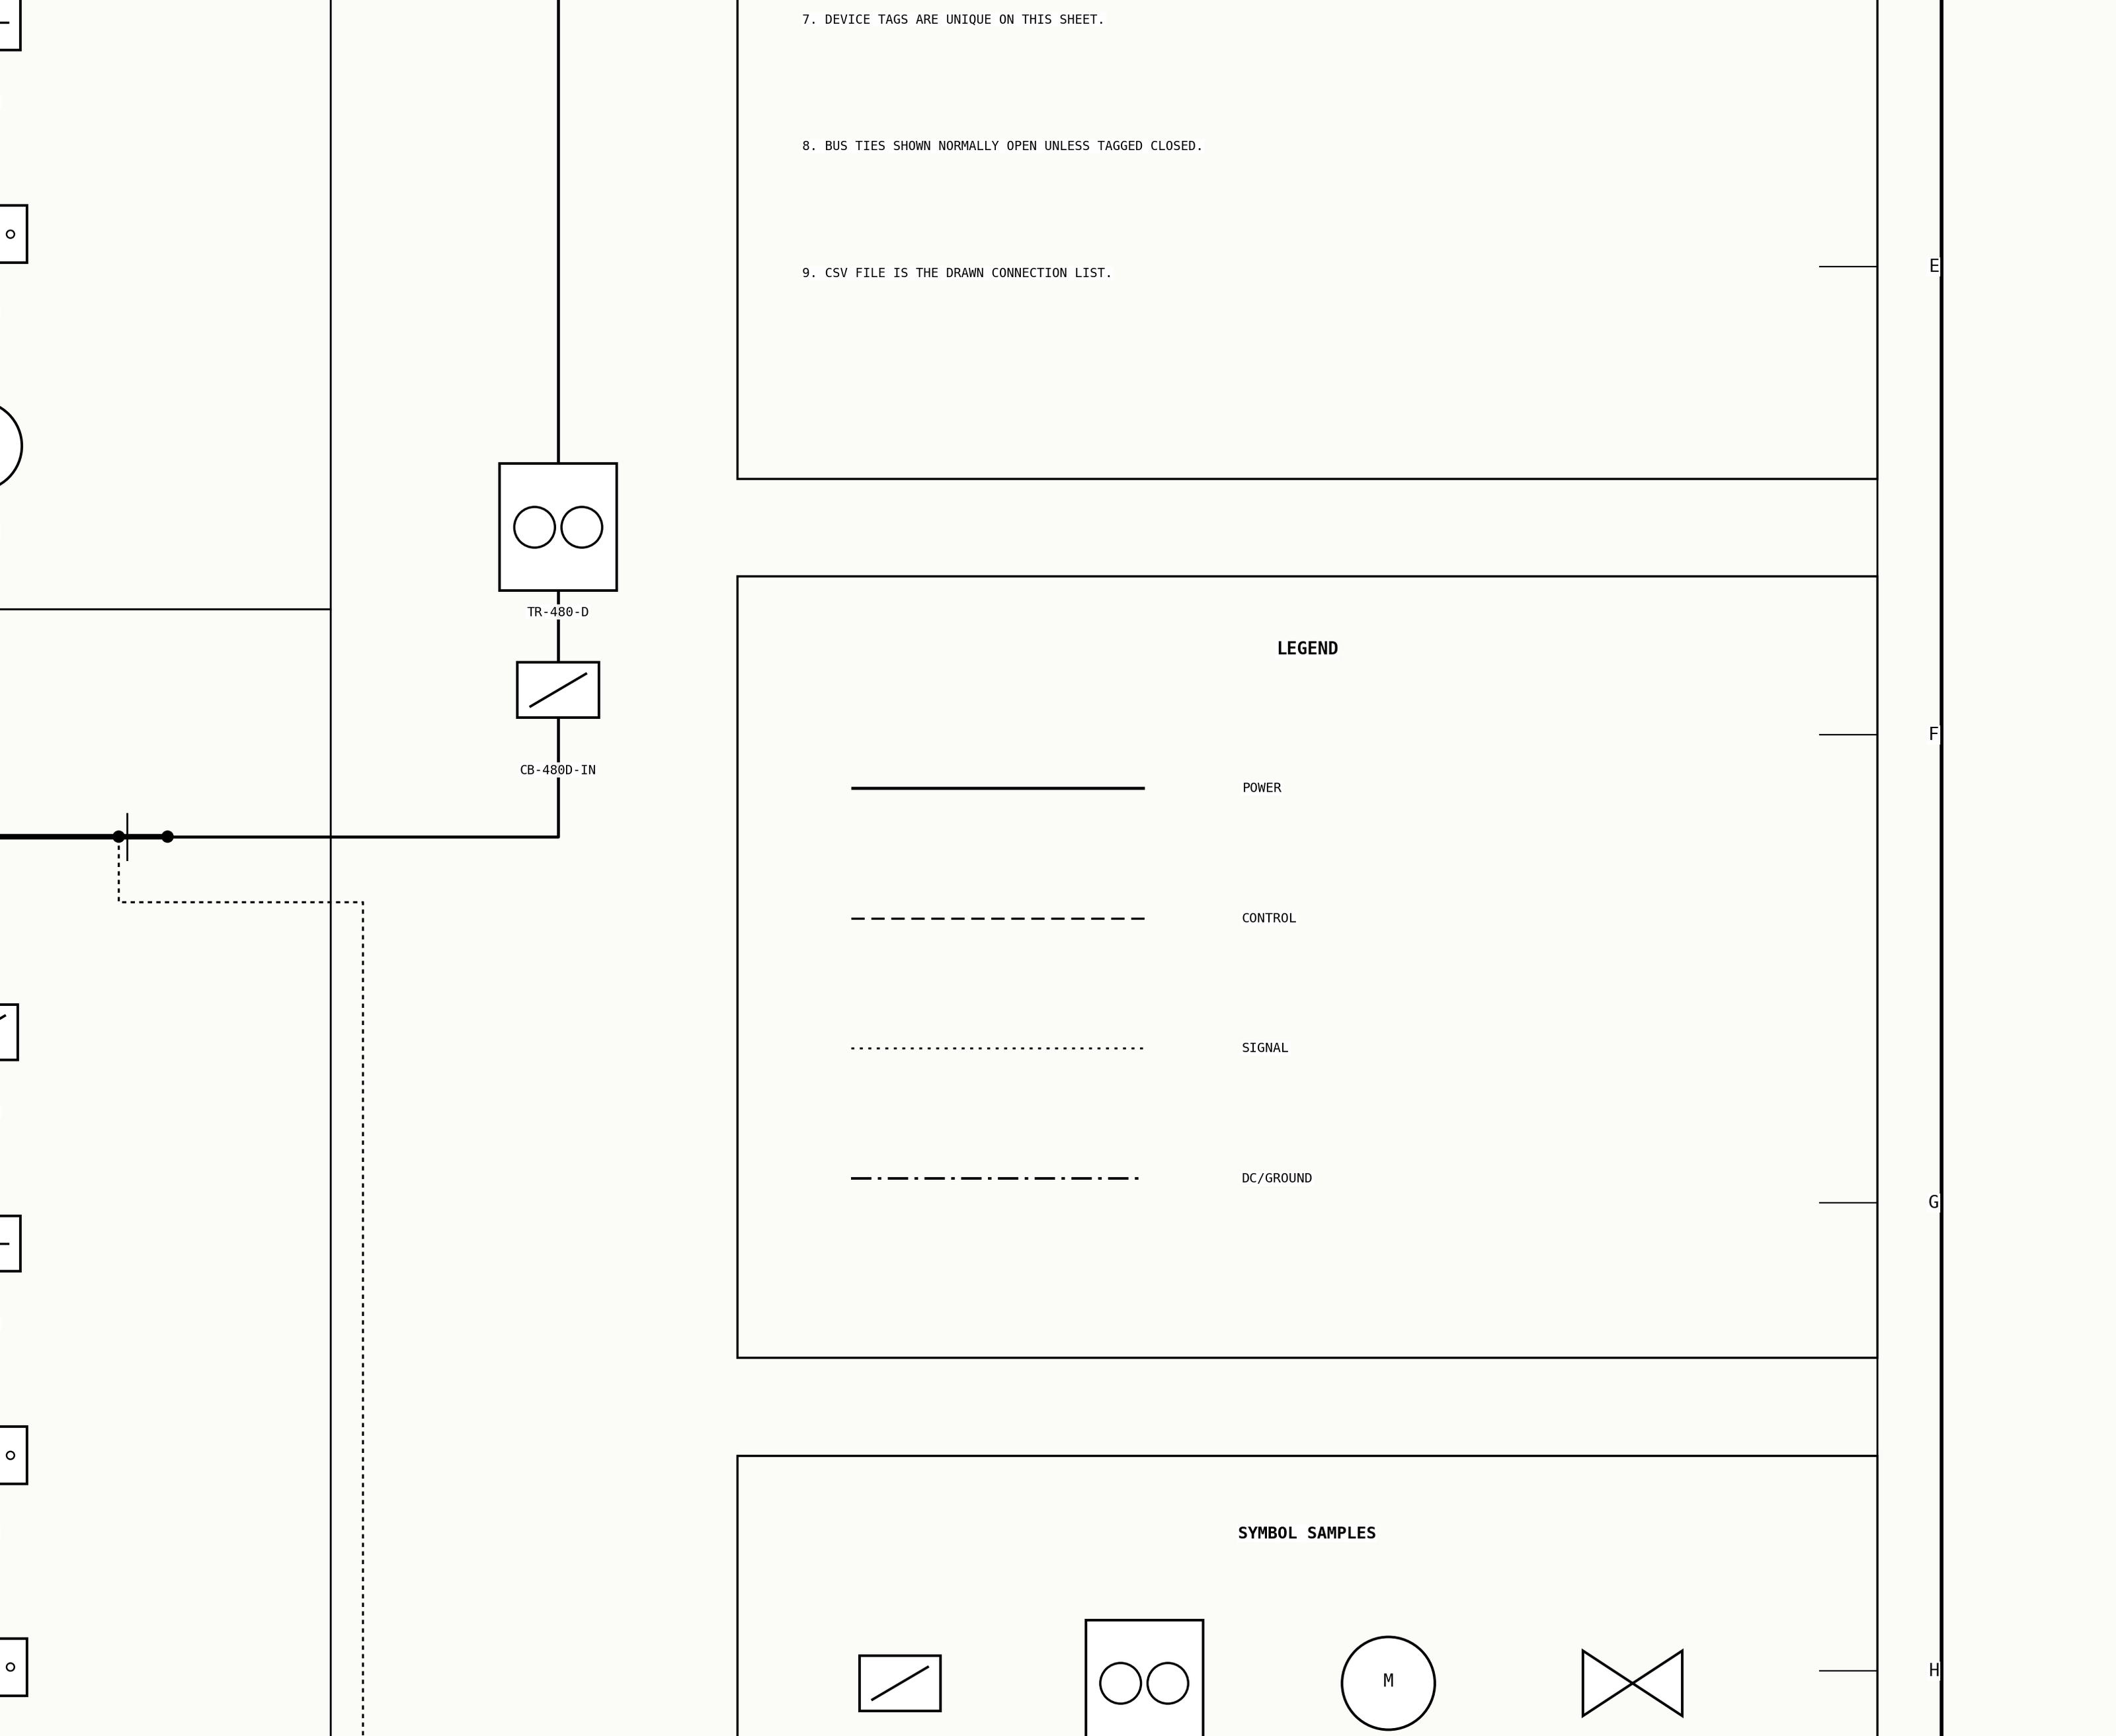 7. DEVICE TAGS ARE UNIQUE ON THIS SHEET.
8. BUS TIES SHOWN NORMALLY OPEN UNLESS TAGGED CLOSED.
9. CSV FILE IS THE DRAWN CONNECTION LIST.
E
TR-480-D
LEGEND
F
CB-480D-IN
POWER
CONTROL
SIGNAL
DC/GROUND
G
SYMBOL SAMPLES
M
H